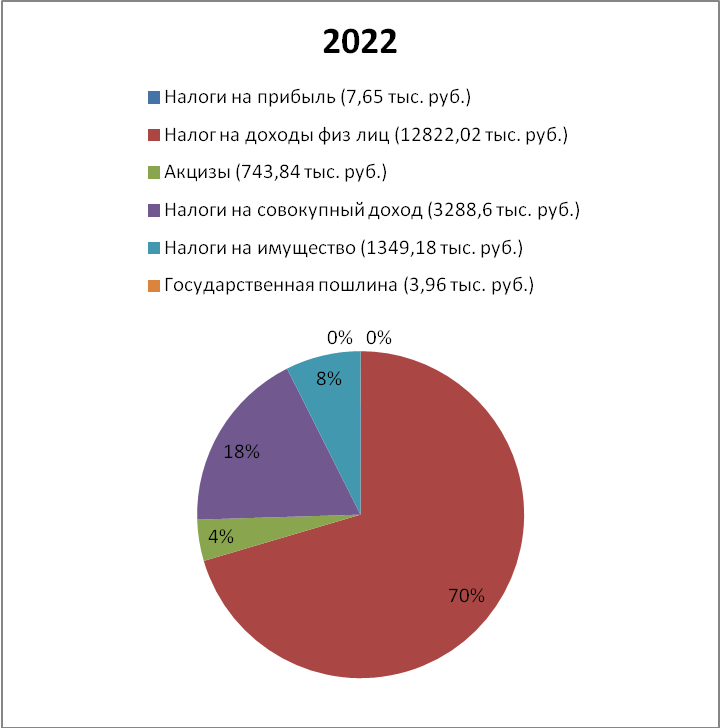 2022
Налоги на прибыль (7,65 тыс. руб.)
Налог на доходы физ лиц (12822,02 тыс. руб.)
Акцизы (743,84 тыс. руб.)
Налоги на совокупный доход (3288,6 тыс. руб.)
Налоги на имущество (1349,18 тыс. руб.)
Государственная пошлина (3,96 тыс. руб.)
0% 0%
8%
18%
4%
70%